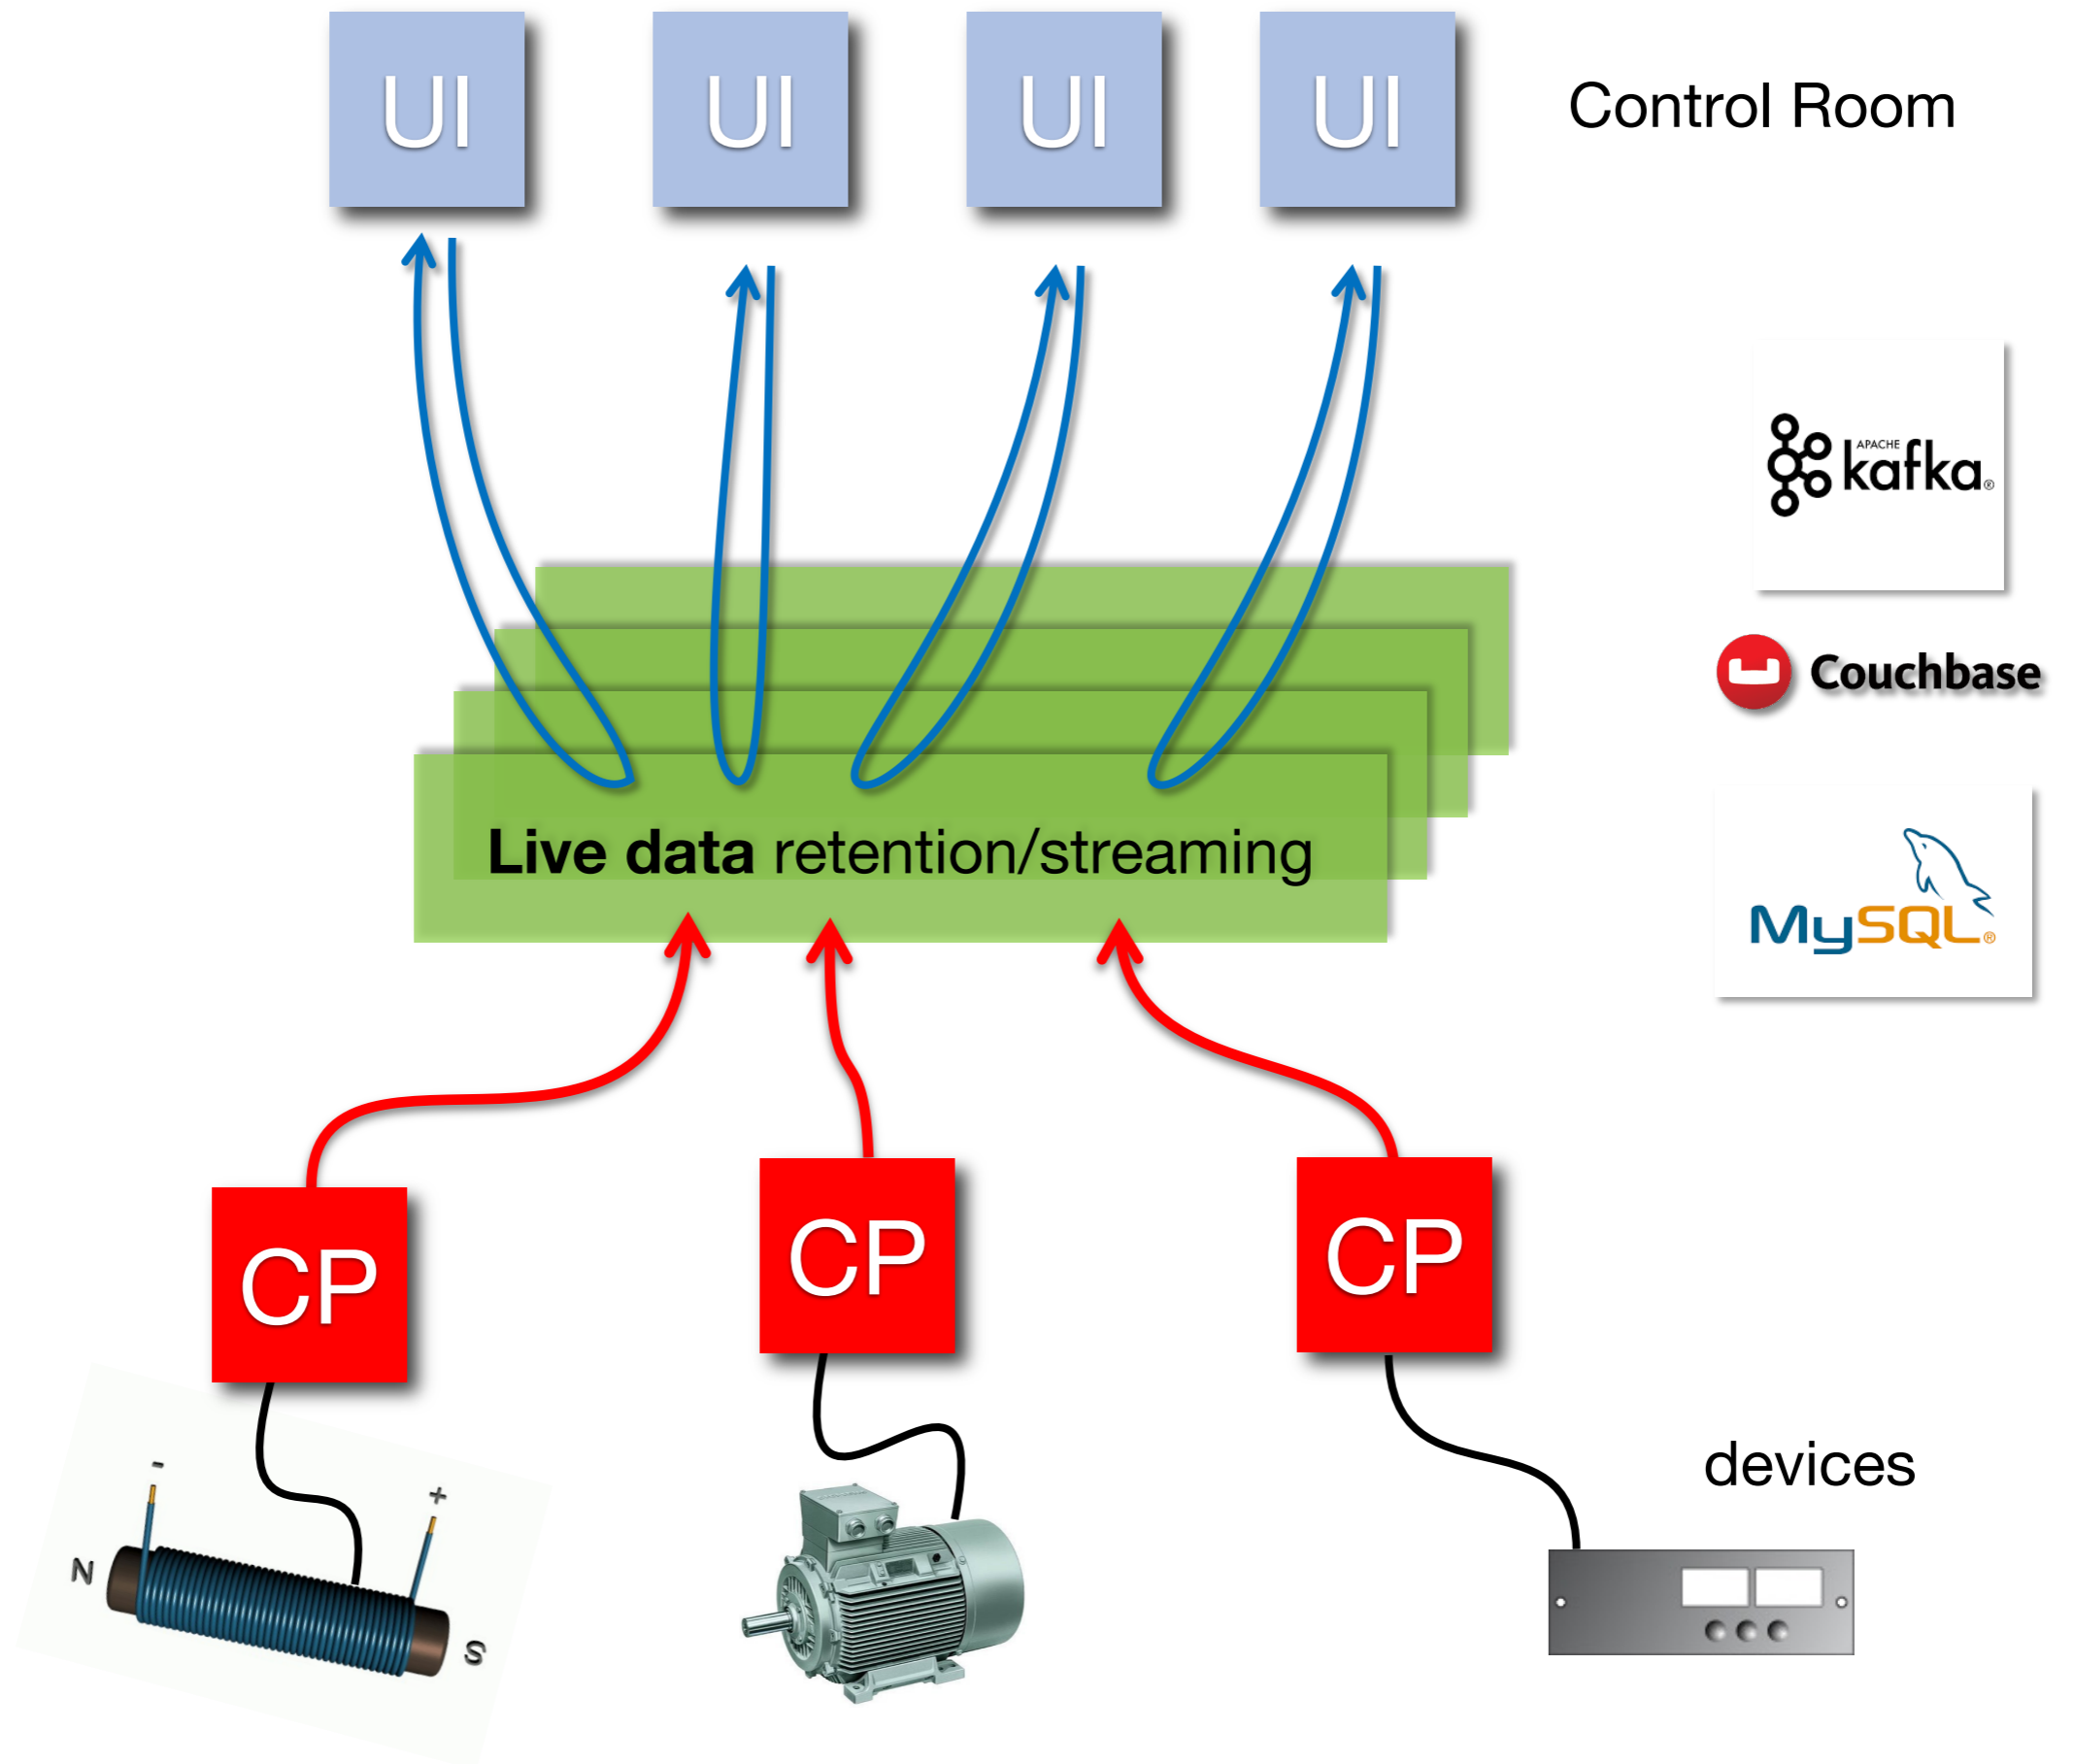 UI
UI
UI
UI
Control Room
APACHE
kafka®
Couchbase
Live data retention/streaming
MySQL®
CP
CP
CP
devices
-
+
N
S